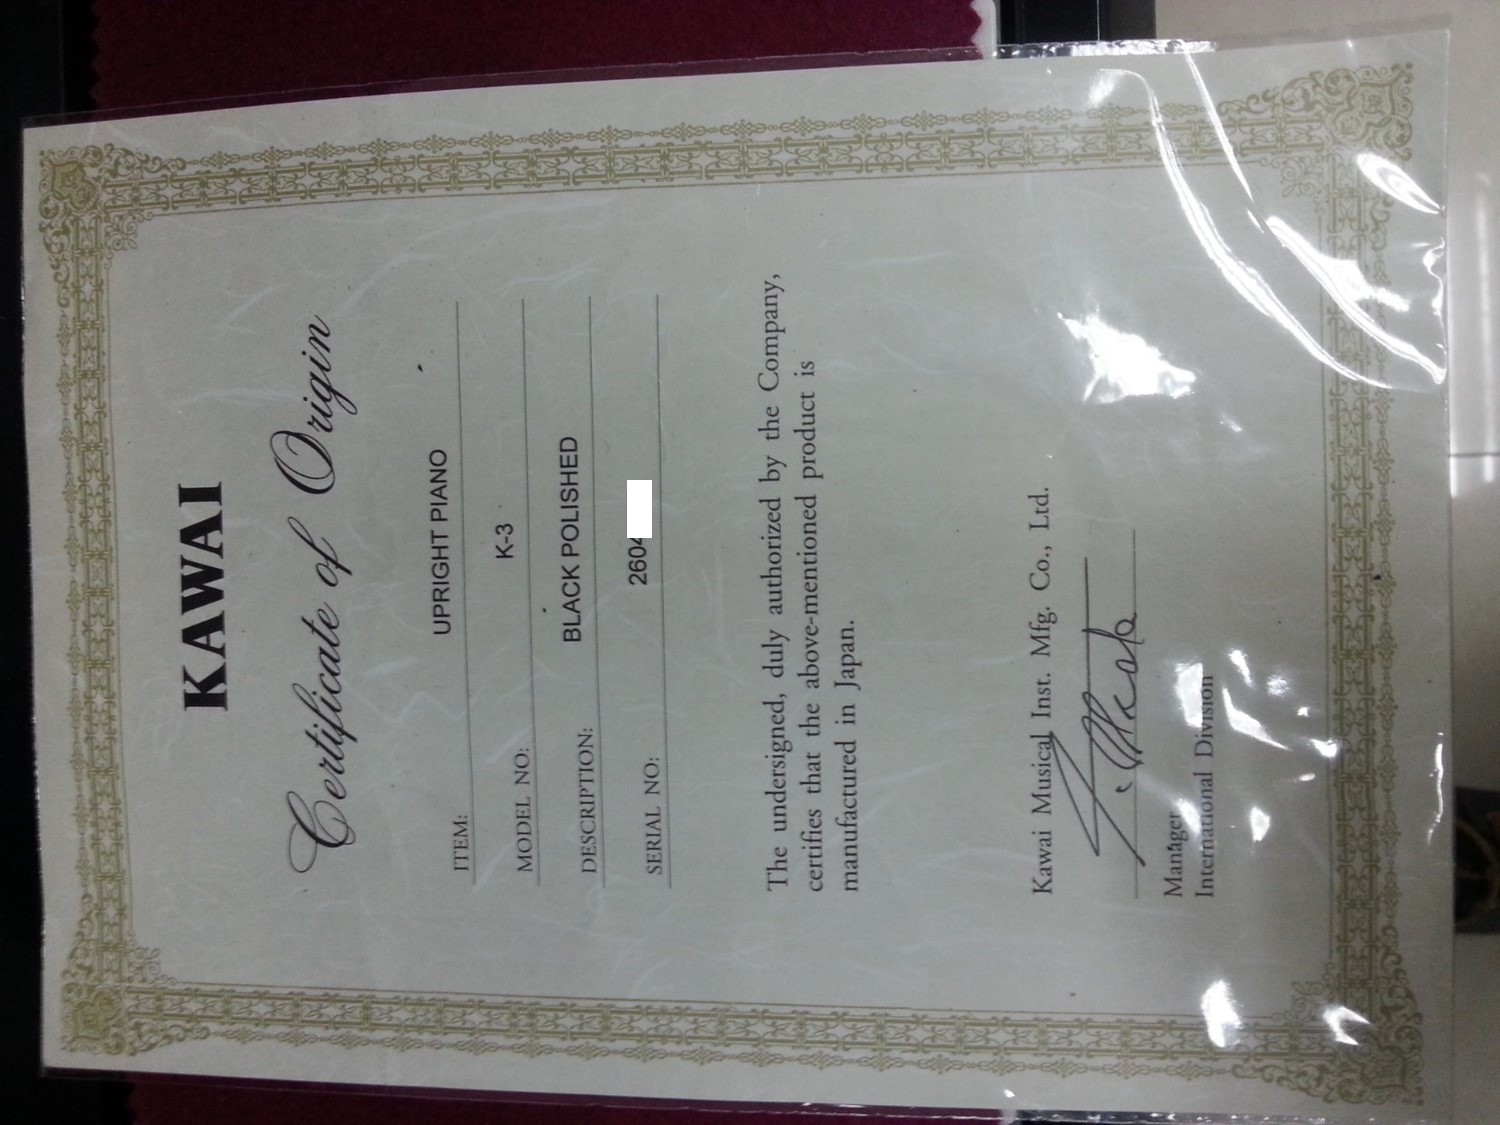 KAWAI
Certificate of Origin
ITEM: UPRIGHT PIANO
MODEL NO: K-3
DESCRIPTION: BLACK POLISHED
SERIAL NO: 2604
The undersigned, duly authorized by the Company,
certifies that the above-mentioned product is
manufactured in Japan.
Kawai Musical Inst. Mfg. Co., Ltd.
Manager
International Division